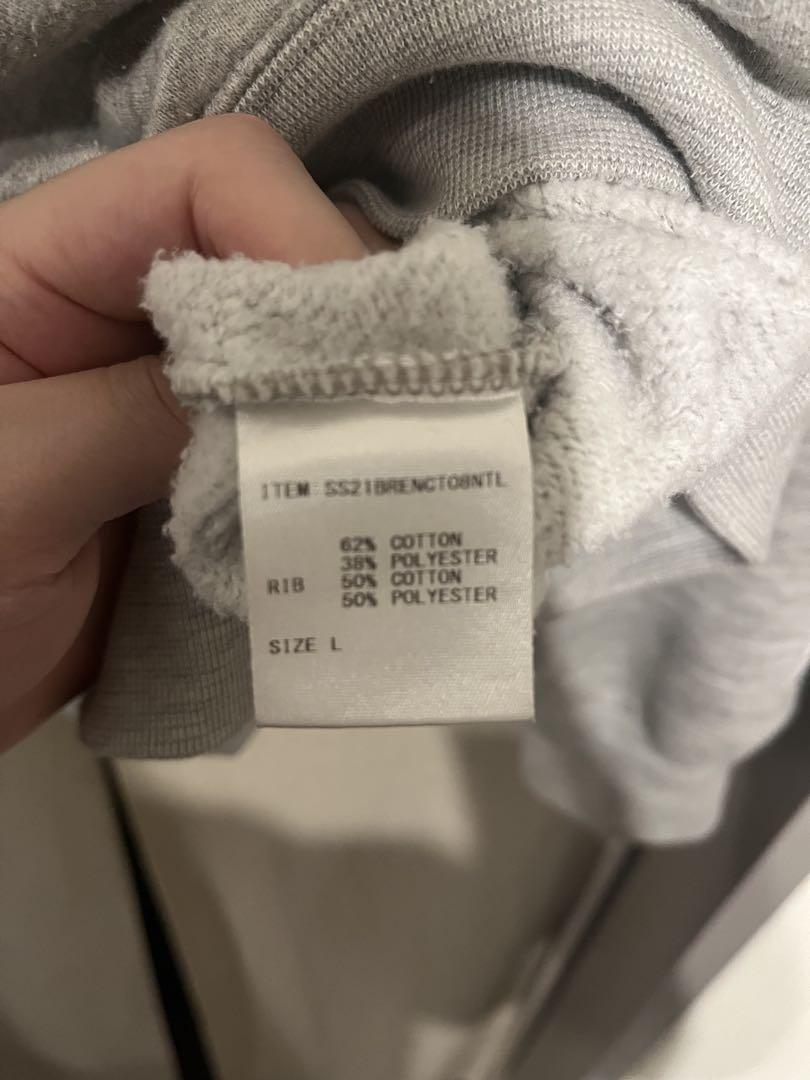 ITEM SS21BRENCT08NTL
62% COTTON
38% POLYESTER
RIB 50% COTTON
50% POLYESTER
SIZE L